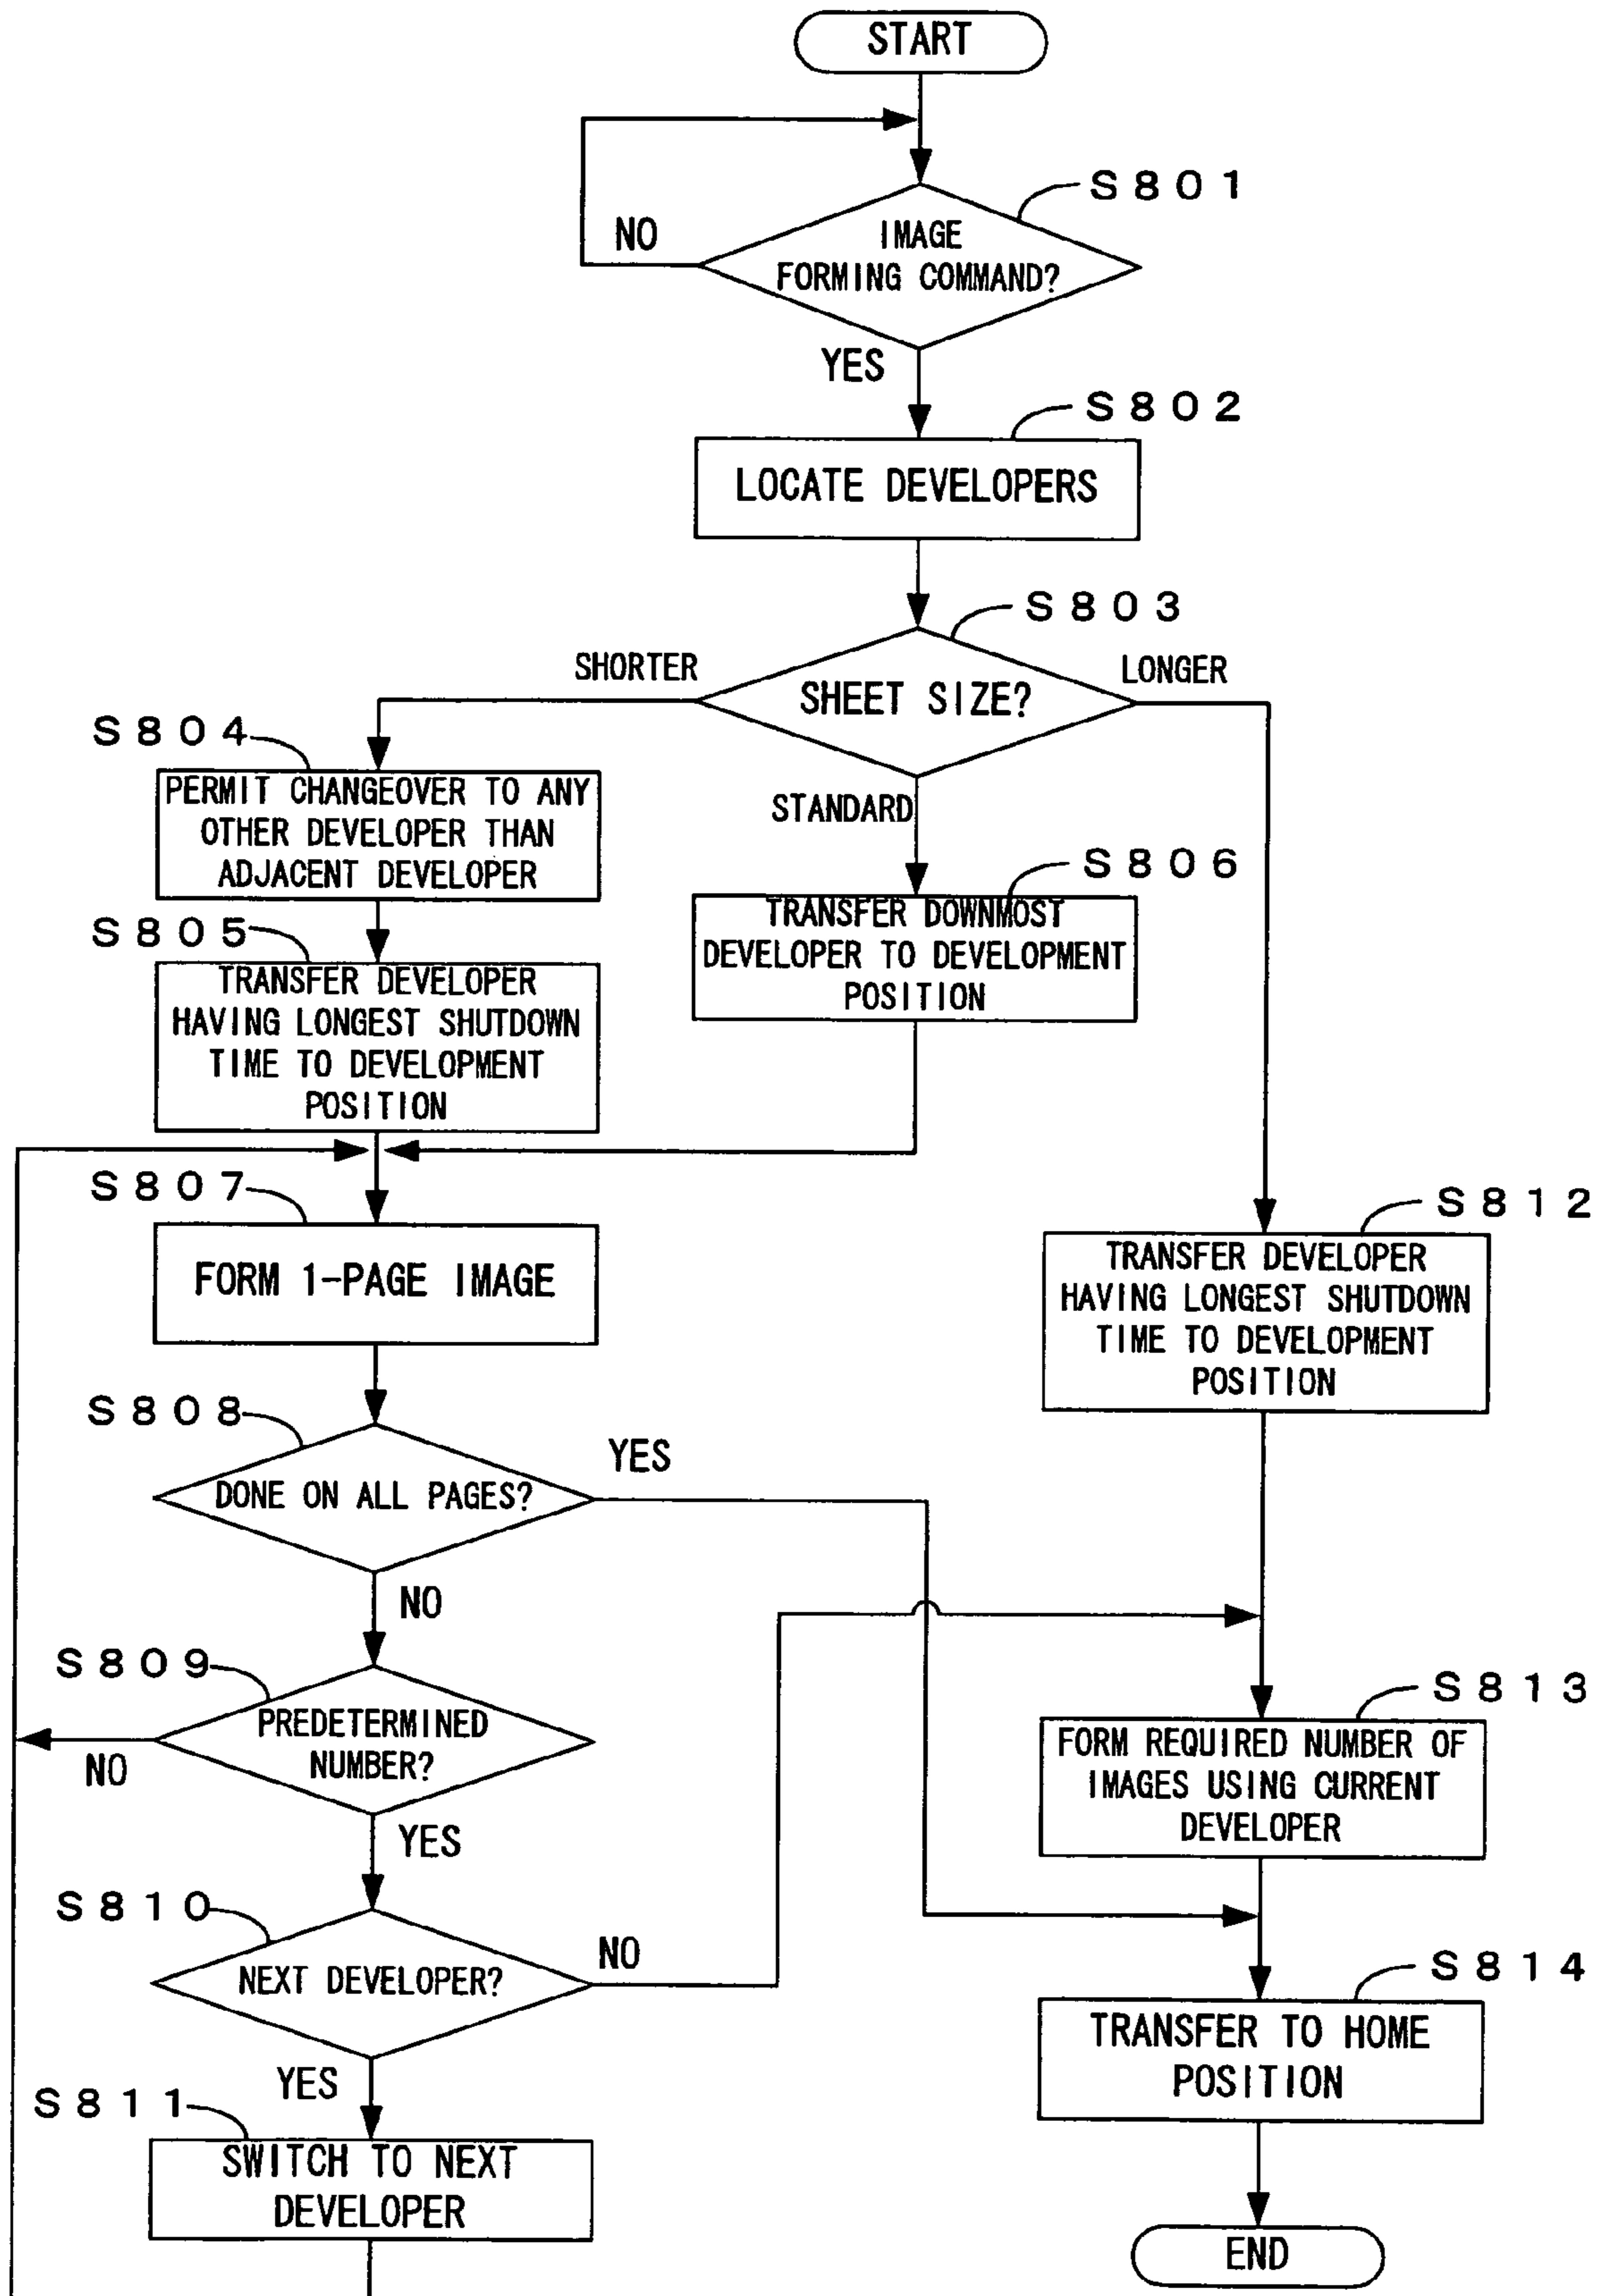 START
S801
NO
IMAGE
FORMING COMMAND?
YES
S802
LOCATE DEVELOPERS
S803
SHORTER
LONGER
SHEET SIZE?
S804
PERMIT CHANGEOVER TO ANY
OTHER DEVELOPER THAN
ADJACENT DEVELOPER
STANDARD
S806
TRANSFER DOWNMOST
DEVELOPER TO DEVELOPMENT
POSITION
S805
TRANSFER DEVELOPER
HAVING LONGEST SHUTDOWN
TIME TO DEVELOPMENT
POSITION
S807
FORM 1-PAGE IMAGE
S812
TRANSFER DEVELOPER
HAVING LONGEST SHUTDOWN
TIME TO DEVELOPMENT
POSITION
S808
YES
DONE ON ALL PAGES?
NO
S809
PREDETERMINED
NUMBER?
NO
YES
S813
FORM REQUIRED NUMBER OF
IMAGES USING CURRENT
DEVELOPER
S810
NO
NEXT DEVELOPER?
YES
S814
TRANSFER TO HOME
POSITION
S811
SWITCH TO NEXT
DEVELOPER
END